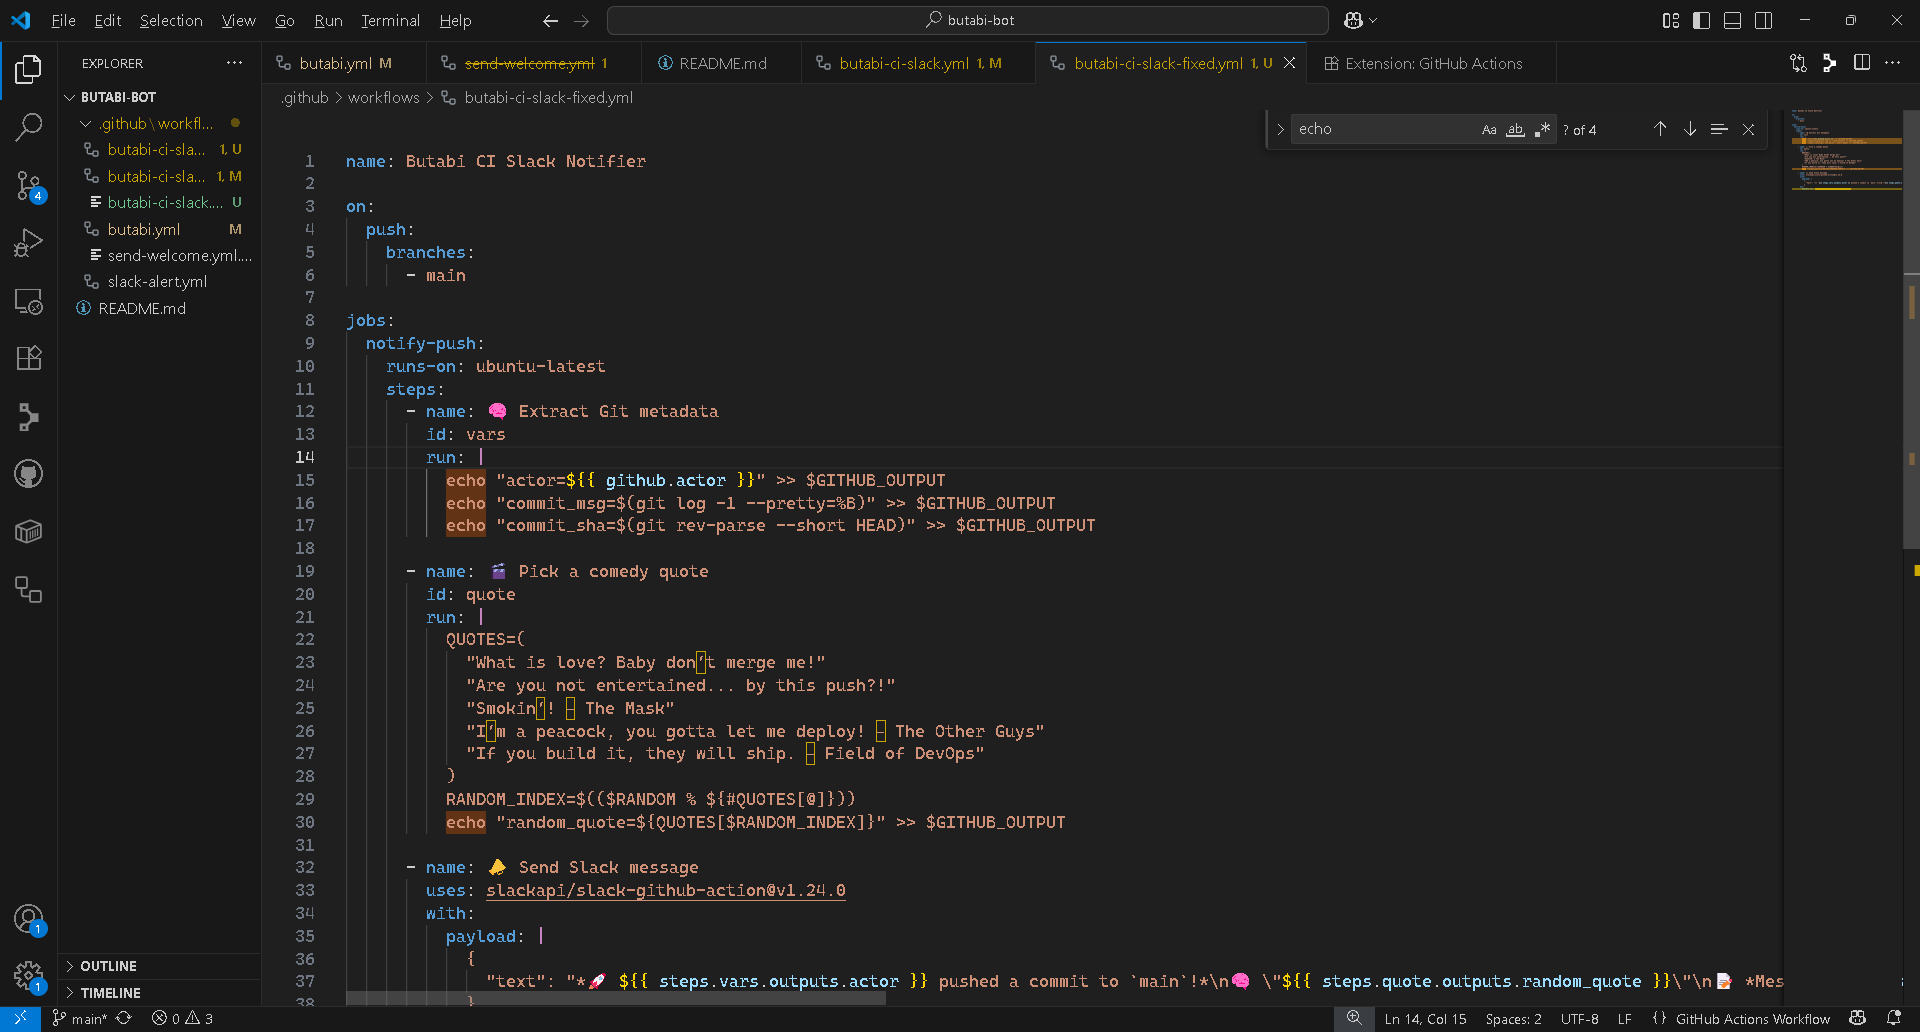 File Edit Selection View Go Run Terminal Help
butabi-bot
EXPLORER
butabi.yml M
send-welcome.yml 1
README.md
butabi-ci-slack.yml 1, M
butabi-ci-slack-fixed.yml 1, U
Extension: GitHub Actions
BUTABI-BOT
.github\workfl...
butabi-ci-sla... 1, U
butabi-ci-sla... 1, M
butabi-ci-slack.... U
butabi.yml M
send-welcome.yml....
slack-alert.yml
README.md
OUTLINE
TIMELINE
4
1
1
.github > workflows > butabi-ci-slack-fixed.yml
echo Aa ab .* ? of 4
1 name: Butabi CI Slack Notifier
2
3 on:
4 push:
5 branches:
6 - main
7
8 jobs:
9 notify-push:
10 runs-on: ubuntu-latest
11 steps:
12 - name: 🧠 Extract Git metadata
13 id: vars
14 run: |
15 echo "actor=${{ github.actor }}" >> $GITHUB_OUTPUT
16 echo "commit_msg=$(git log -1 --pretty=%B)" >> $GITHUB_OUTPUT
17 echo "commit_sha=$(git rev-parse --short HEAD)" >> $GITHUB_OUTPUT
18
19 - name: 🎬 Pick a comedy quote
20 id: quote
21 run: |
22 QUOTES=(
23 "What is love? Baby don’t merge me!"
24 "Are you not entertained... by this push?!"
25 "Smokin’! – The Mask"
26 "I’m a peacock, you gotta let me deploy! – The Other Guys"
27 "If you build it, they will ship. – Field of DevOps"
28 )
29 RANDOM_INDEX=$(($RANDOM % ${#QUOTES[@]}))
30 echo "random_quote=${QUOTES[$RANDOM_INDEX]}" >> $GITHUB_OUTPUT
31
32 - name: 📣 Send Slack message
33 uses: slackapi/slack-github-action@v1.24.0
34 with:
35 payload: |
36 {
37 "text": "*🚀 ${{ steps.vars.outputs.actor }} pushed a commit to `main`!*\n🧠 \"${{ steps.quote.outputs.random_quote }}\"\n📝 *Mes
38 }
main* 0 3
Ln 14, Col 15 Spaces: 2 UTF-8 LF {} GitHub Actions Workflow